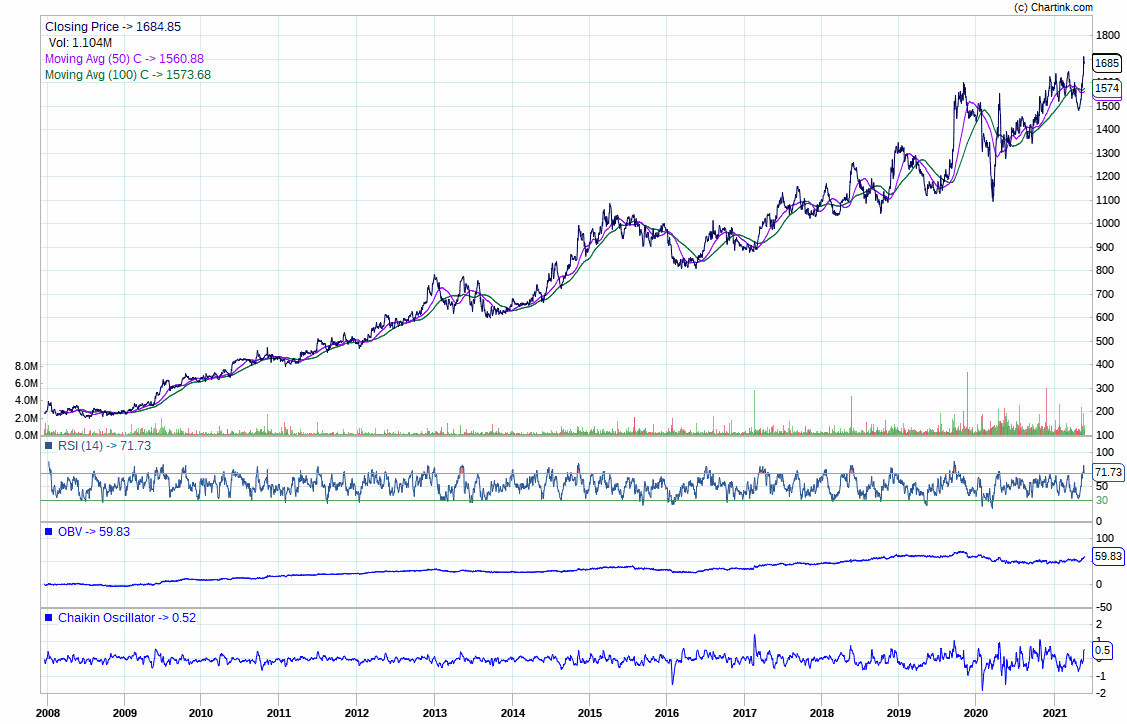 (c) Chartink.com
Closing Price -> 1684.85
Vol: 1.104M
Moving Avg (50) C -> 1560.88
Moving Avg (100) C -> 1573.68
1800
1685
1574
1500
1400
1300
1200
1100
1000
900
800
700
600
500
400
300
200
100
8.0M
6.0M
4.0M
2.0M
0.0M
RSI (14) -> 71.73
100
71.73
50
30
0
OBV -> 59.83
100
59.83
0
-50
Chaikin Oscillator -> 0.52
2
1
0.5
-1
-2
2008 2009 2010 2011 2012 2013 2014 2015 2016 2017 2018 2019 2020 2021